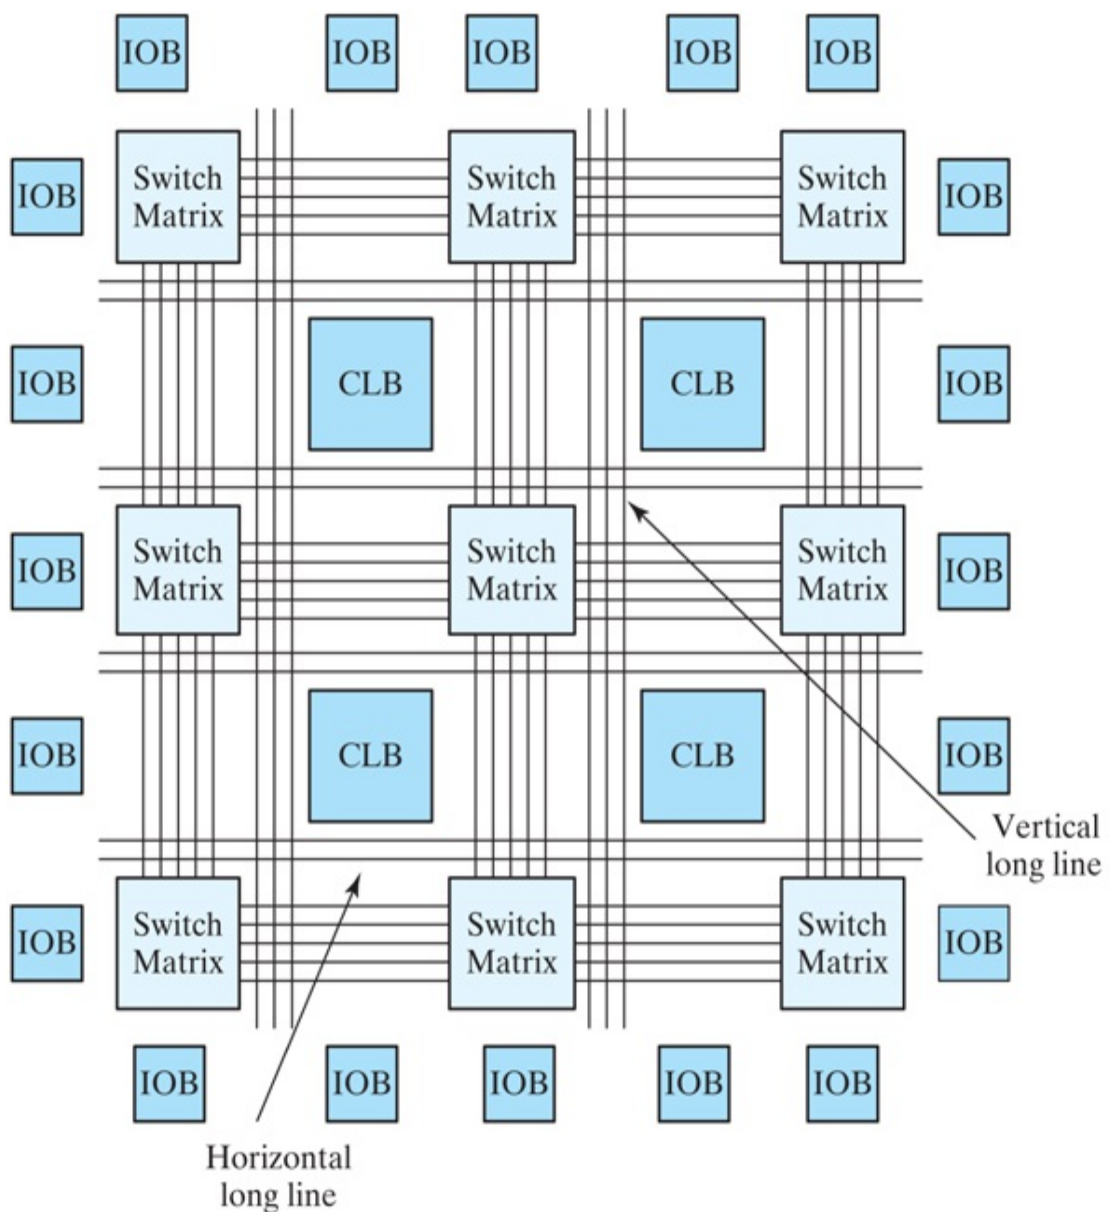 IOB IOB IOB IOB IOB
IOB Switch Matrix Switch Matrix Switch Matrix IOB
IOB CLB CLB IOB
IOB Switch Matrix Switch Matrix Switch Matrix IOB
IOB CLB CLB IOB
Vertical
long line
IOB Switch Matrix Switch Matrix Switch Matrix IOB
IOB IOB IOB IOB IOB
Horizontal
long line